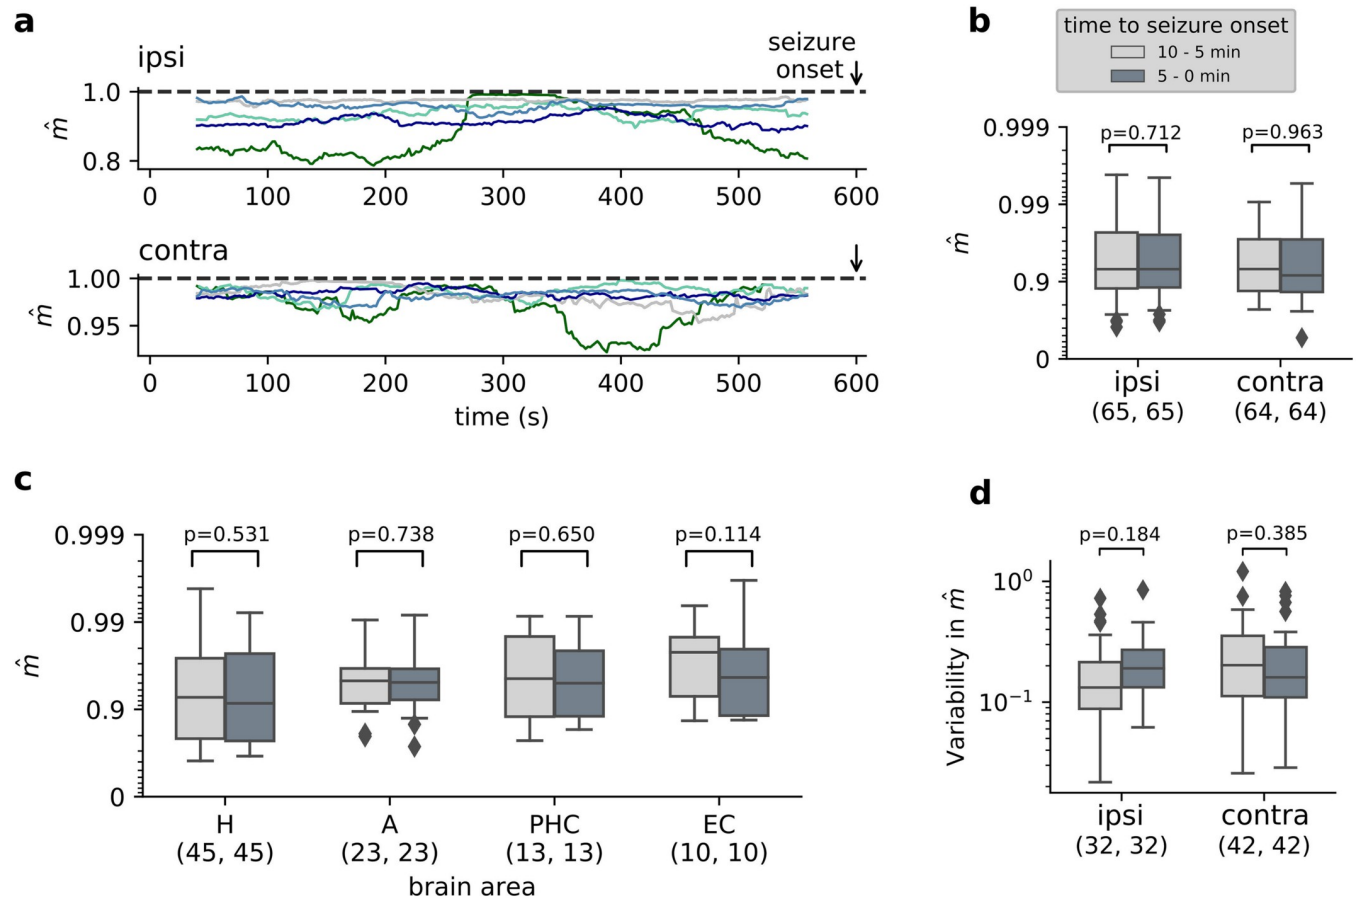 a
ipsi
seizure
onset
1.0
0.8
m̂
0 100 200 300 400 500 600
contra
1.00
0.95
m̂
0 100 200 300 400 500 600
time (s)
b
time to seizure onset
10 - 5 min
5 - 0 min
0.999
0.99
0.9
0
m̂
p=0.712 p=0.963
ipsi contra
(65, 65) (64, 64)
c
0.999
0.99
0.9
0
m̂
p=0.531 p=0.738 p=0.650 p=0.114
H A PHC EC
(45, 45) (23, 23) (13, 13) (10, 10)
brain area
d
p=0.184 p=0.385
10⁰
10⁻¹
Variability in m̂
ipsi contra
(32, 32) (42, 42)